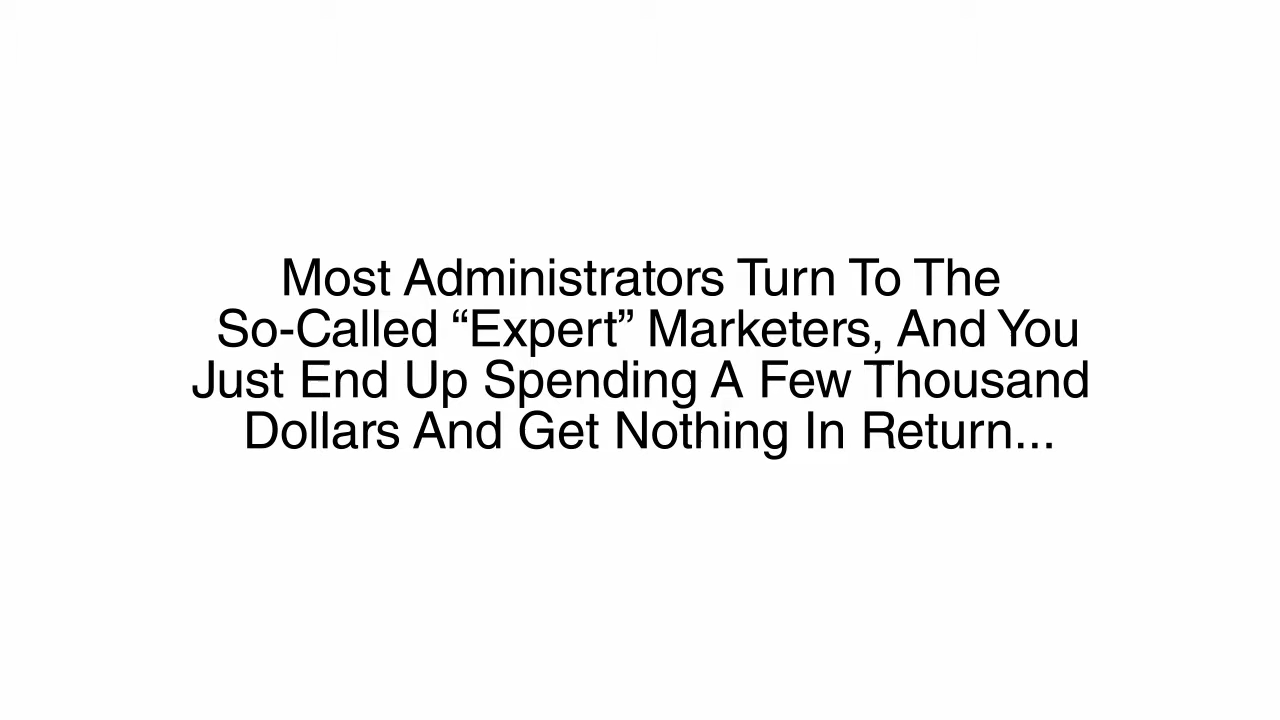 Most Administrators Turn To The
So-Called “Expert” Marketers, And You
Just End Up Spending A Few Thousand
Dollars And Get Nothing In Return...